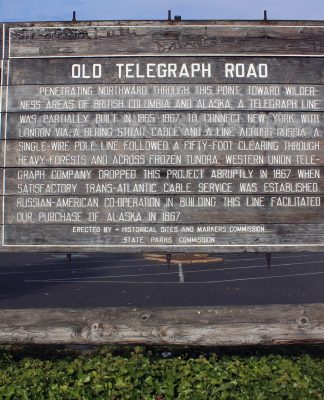 OLD TELEGRAPH ROAD
PENETRATING NORTHWARD THROUGH THIS POINT TOWARD WILDER-
NESS AREAS OF BRITISH COLUMBIA AND ALASKA, A TELEGRAPH LINE
WAS PARTIALLY BUILT IN 1865-1867 TO CONNECT NEW YORK WITH
LONDON VIA A BERING STRAIT CABLE AND A LINE ACROSS RUSSIA. A
SINGLE-WIRE POLE LINE FOLLOWED A FIFTY-FOOT CLEARING THROUGH
HEAVY FORESTS AND ACROSS FROZEN TUNDRA. WESTERN UNION TELE-
GRAPH COMPANY DROPPED THIS PROJECT ABRUPTLY IN 1867 WHEN
SATISFACTORY TRANS-ATLANTIC CABLE SERVICE WAS ESTABLISHED.
RUSSIAN-AMERICAN CO-OPERATION IN BUILDING THIS LINE FACILITATED
OUR PURCHASE OF ALASKA IN 1867.
ERECTED BY - HISTORICAL SITES AND MARKERS COMMISSION
STATE PARKS COMMISSION